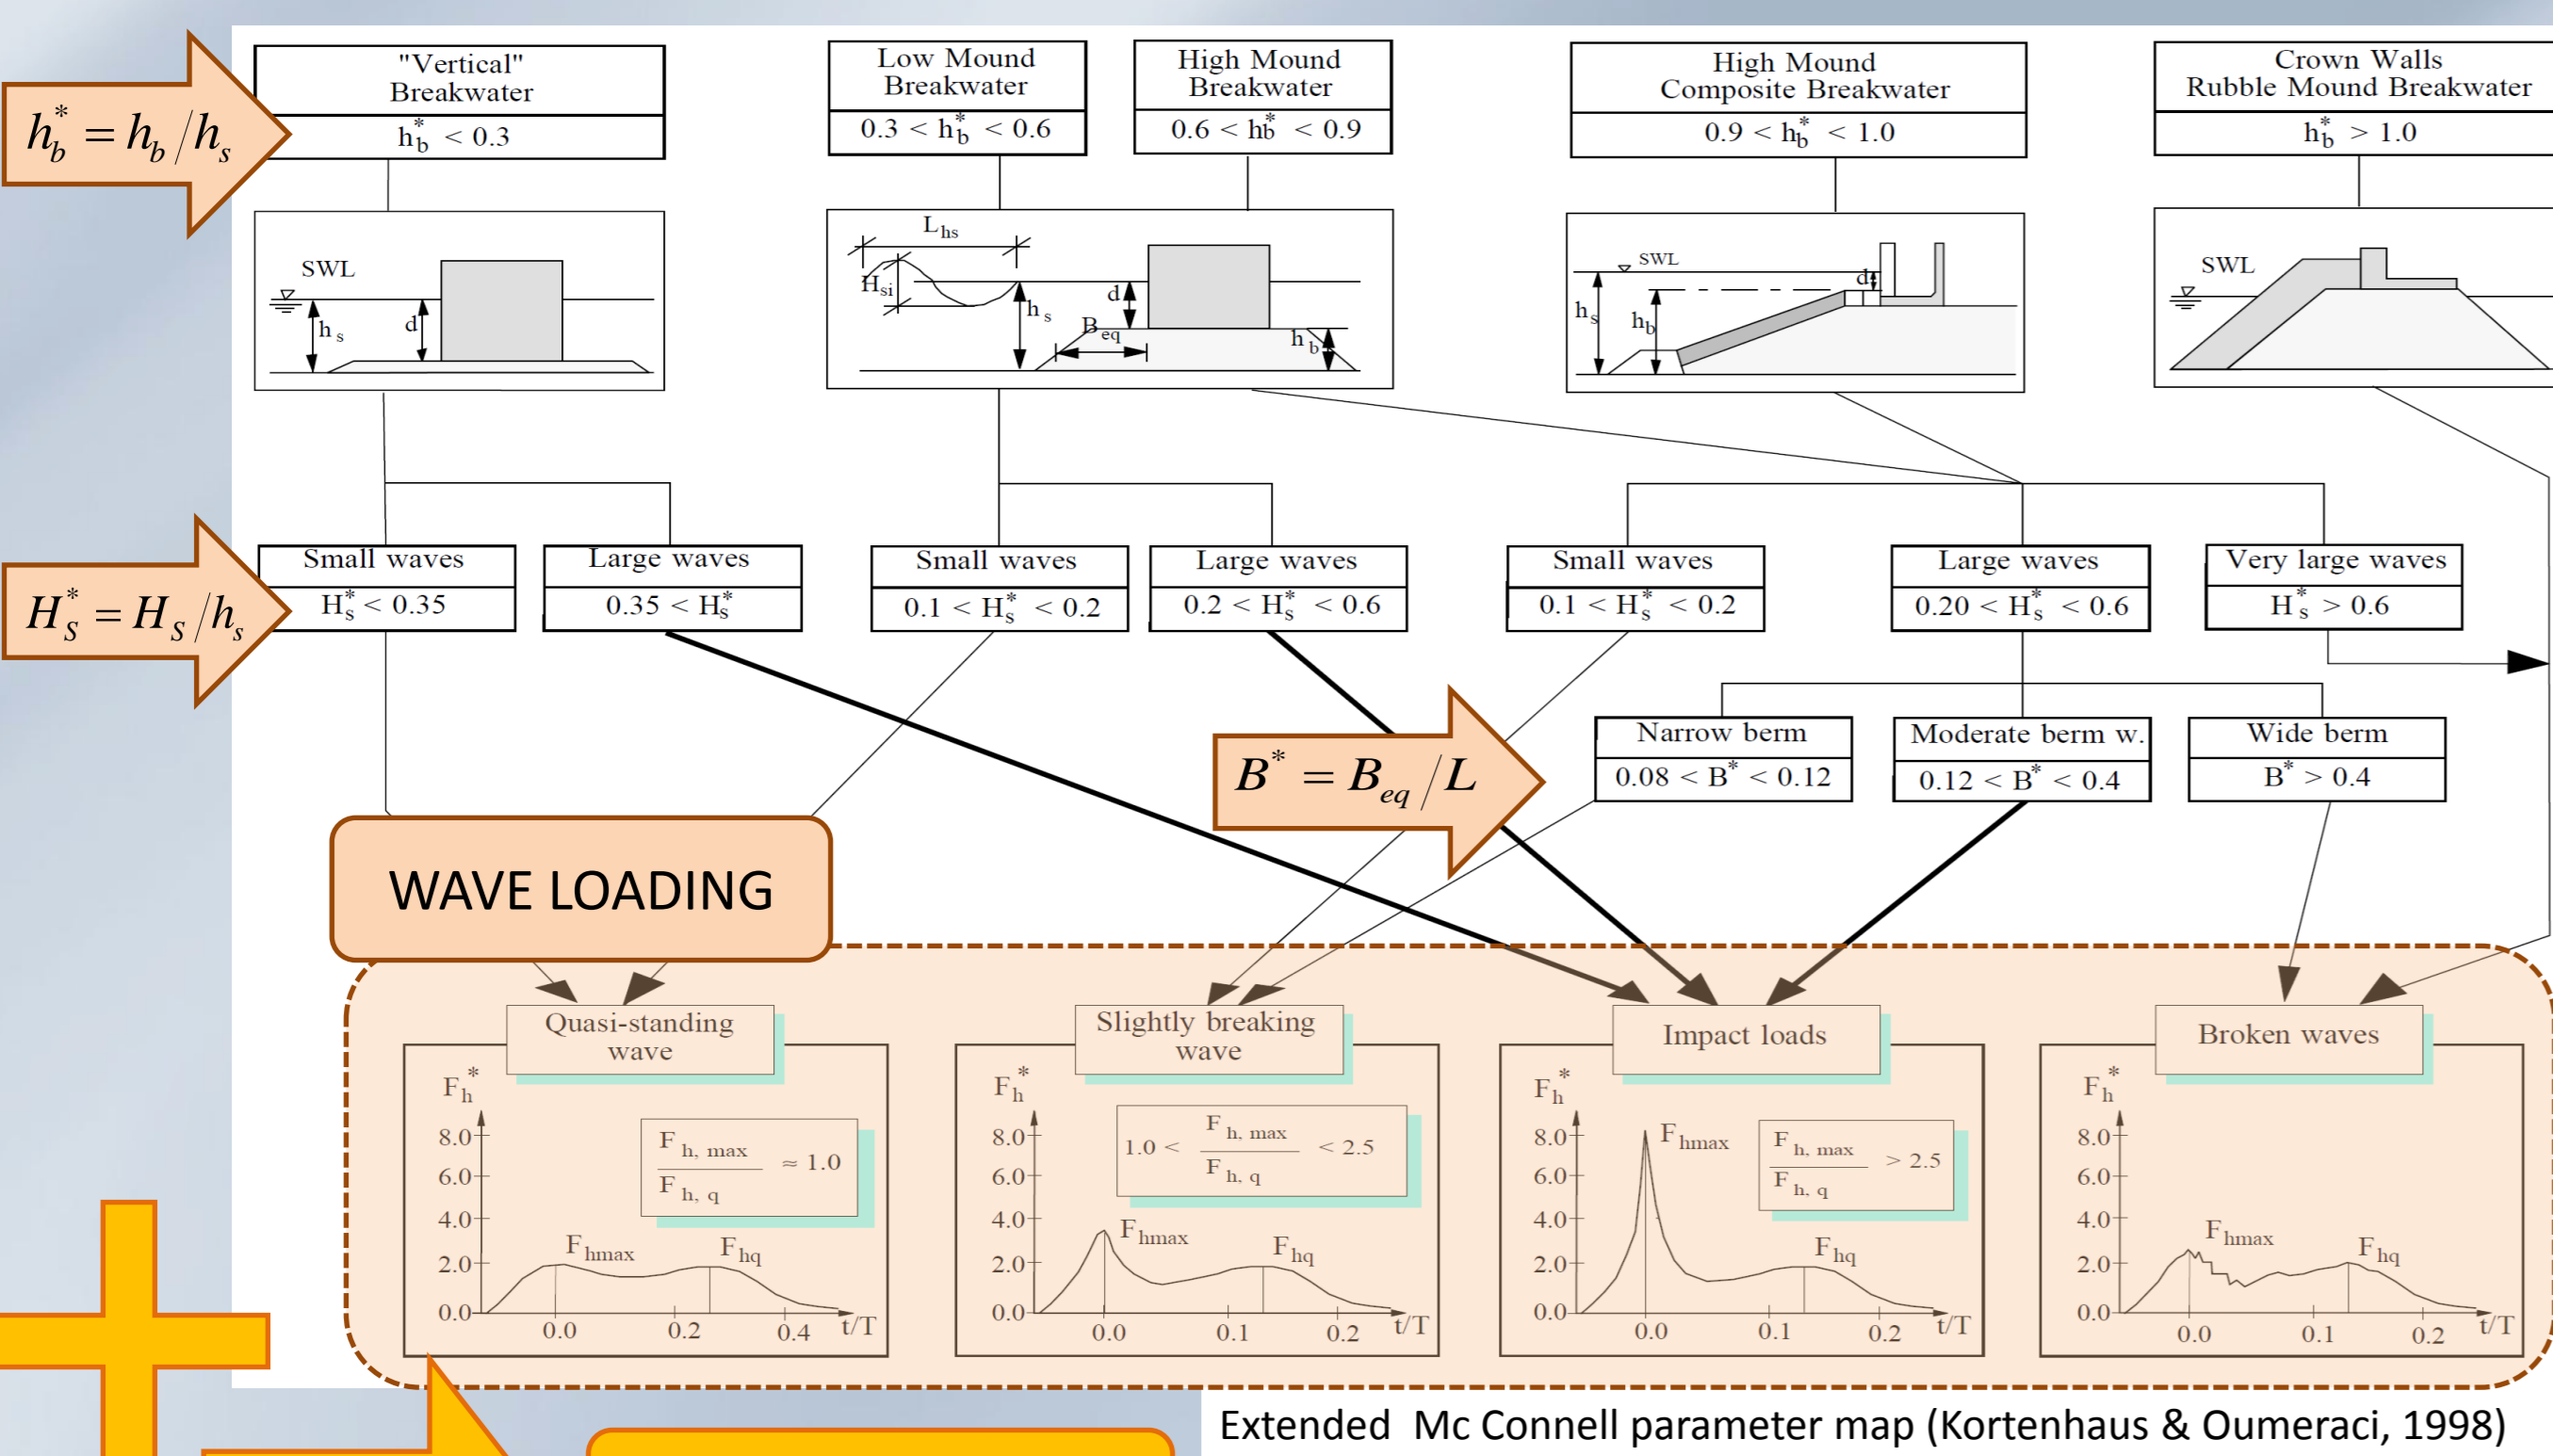 h*b = hb/hs
"Vertical"
Breakwater
h*b < 0.3
Low Mound
Breakwater
0.3 < h*b < 0.6
High Mound
Breakwater
0.6 < h*b < 0.9
High Mound
Composite Breakwater
0.9 < h*b < 1.0
Crown Walls
Rubble Mound Breakwater
h*b > 1.0
SWL
hs
d
Lhs
Hsi
hs
d
Beq
hb
SWL
hs
hb
d
SWL
H*S = HS/hs
Small waves
H*s < 0.35
Large waves
0.35 < H*s
Small waves
0.1 < H*s < 0.2
Large waves
0.2 < H*s < 0.6
Small waves
0.1 < H*s < 0.2
Large waves
0.20 < H*s < 0.6
Very large waves
H*s > 0.6
B* = Beq/L
Narrow berm
0.08 < B* < 0.12
Moderate berm w.
0.12 < B* < 0.4
Wide berm
B* > 0.4
WAVE LOADING
Quasi-standing
wave
Fh*
8.0
6.0
4.0
2.0
0.0
F h, max
F h, q
≈ 1.0
Fhmax
Fhq
0.0 0.2 0.4 t/T
Slightly breaking
wave
Fh*
8.0
6.0
4.0
2.0
0.0
1.0 <
F h, max
F h, q
< 2.5
Fhmax
Fhq
0.0 0.1 0.2 t/T
Impact loads
Fh*
8.0
6.0
4.0
2.0
0.0
Fhmax
F h, max
F h, q
> 2.5
Fhq
0.0 0.1 0.2 t/T
Broken waves
Fh*
8.0
6.0
4.0
2.0
0.0
Fhmax
Fhq
0.0 0.1 0.2 t/T
Extended Mc Connell parameter map (Kortenhaus & Oumeraci, 1998)